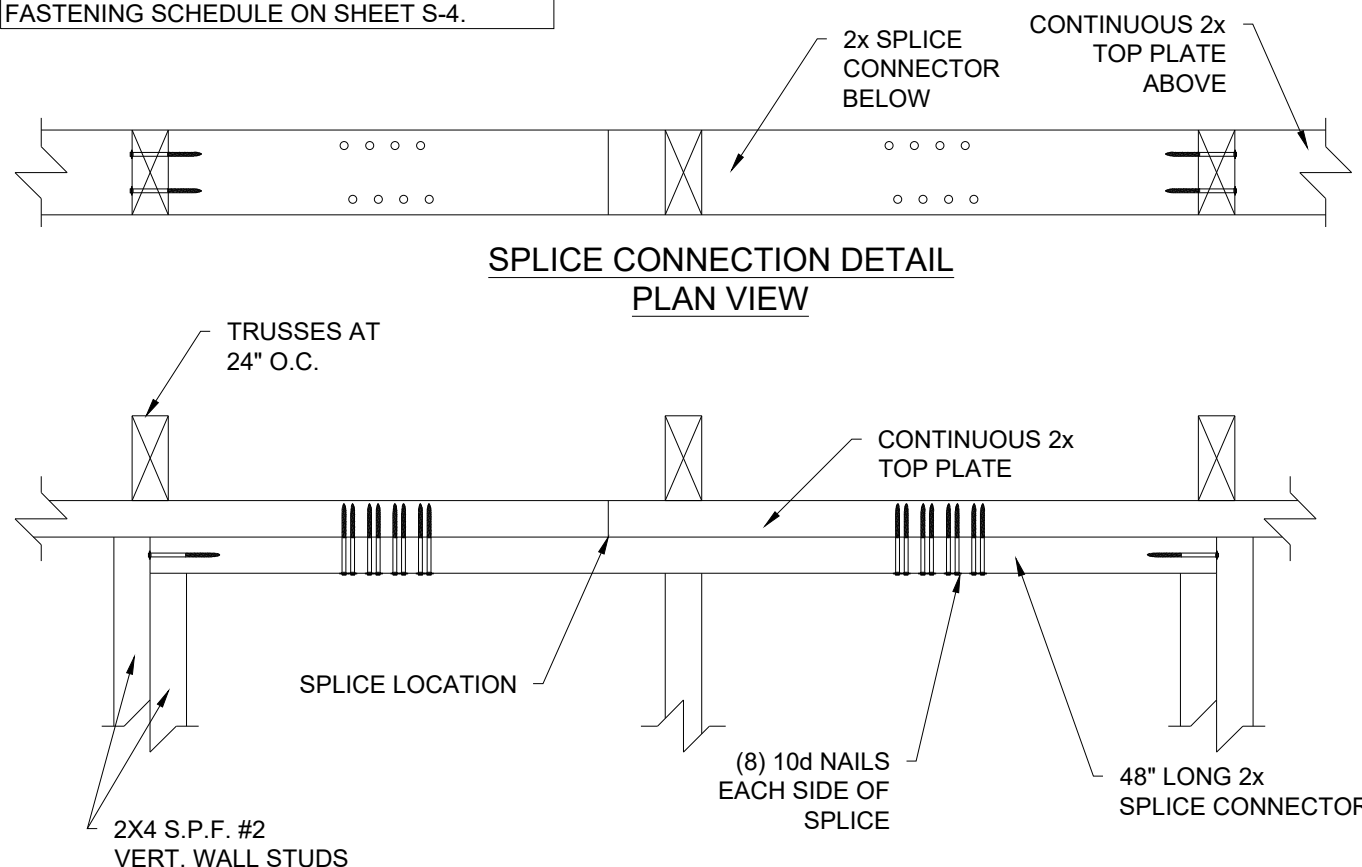 FASTENING SCHEDULE ON SHEET S-4.
2x SPLICE
CONNECTOR
BELOW
CONTINUOUS 2x
TOP PLATE
ABOVE
SPLICE CONNECTION DETAIL
PLAN VIEW
TRUSSES AT
24" O.C.
CONTINUOUS 2x
TOP PLATE
SPLICE LOCATION
(8) 10d NAILS
EACH SIDE OF
SPLICE
48" LONG 2x
SPLICE CONNECTOR
2X4 S.P.F. #2
VERT. WALL STUDS